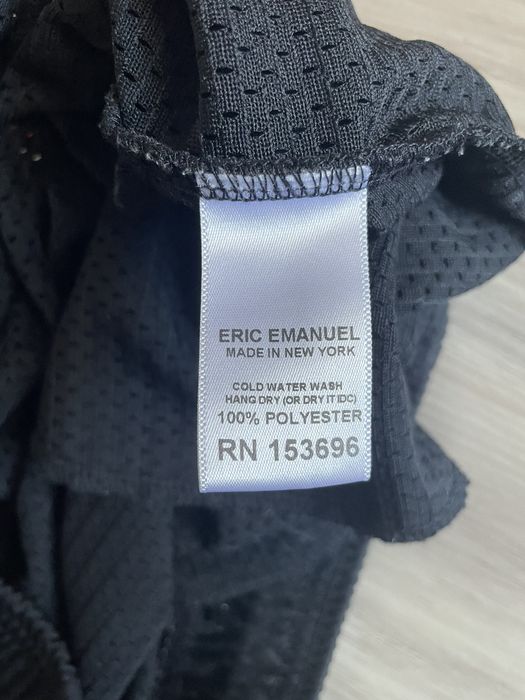 ERIC EMANUEL
MADE IN NEW YORK
COLD WATER WASH
HANG DRY (OR DRY IT IDC)
100% POLYESTER
RN 153696